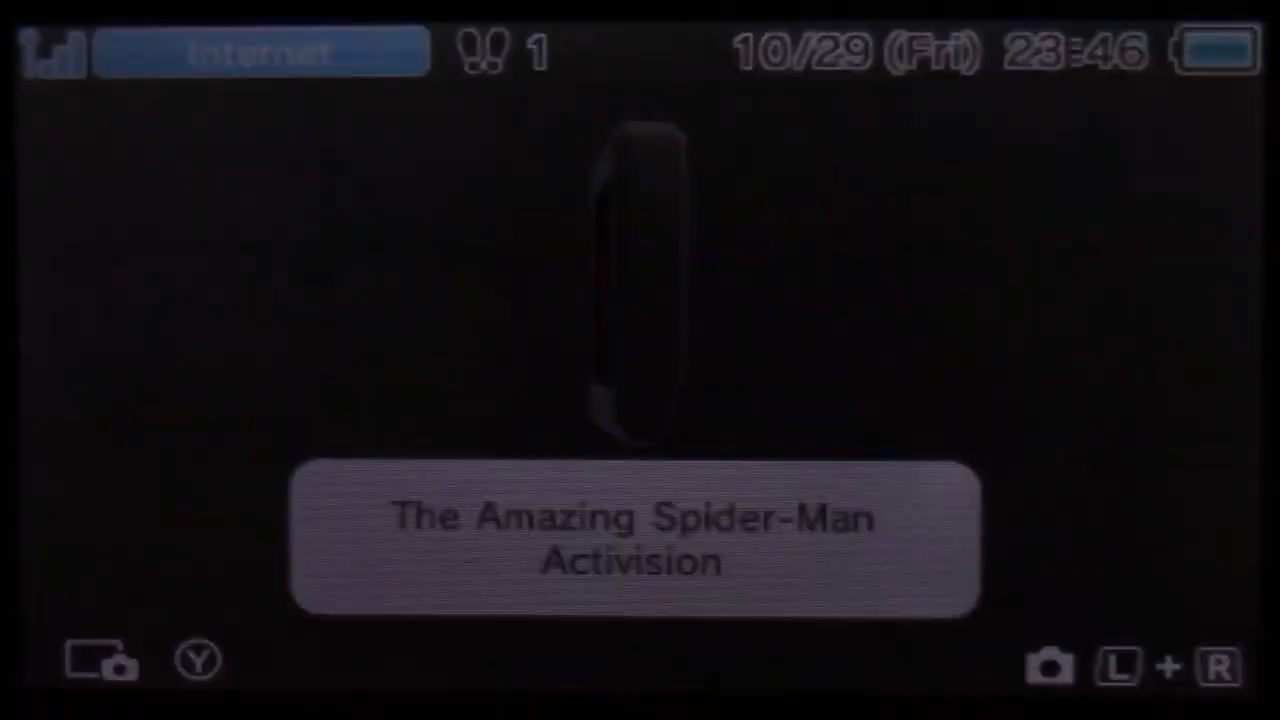 Internet 1 10/29 (Fri) 23:46
The Amazing Spider-Man
Activision
Y L + R